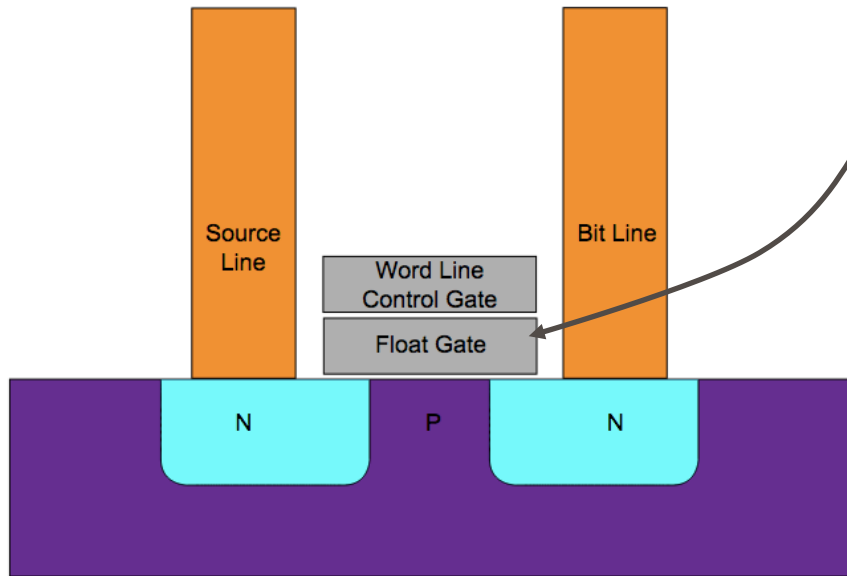 Source
Line
Bit Line
Word Line
Control Gate
Float Gate
N
P
N